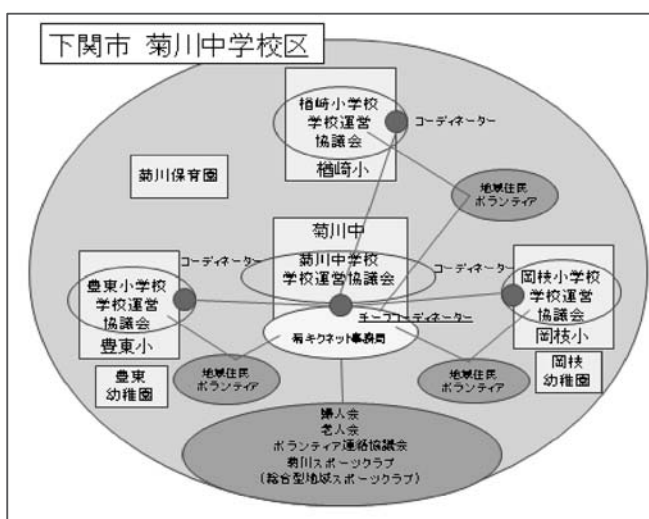 下関市 菊川中学校区
楢崎小学校
学校運営
協議会
楢崎小
コーディネーター
菊川保育園
地域住民
ボランティア
菊川中
菊川中学校
学校運営協議会
コーディネーター
コーディネーター
豊東小学校
学校運営
協議会
豊東小
岡枝小学校
学校運営
協議会
岡枝小
チーフコーディネーター
キクネット事務局
豊東
幼稚園
地域住民
ボランティア
地域住民
ボランティア
岡枝
幼稚園
婦人会
老人会
ボランティア連絡協議会
菊川スポーツクラブ
(総合型地域スポーツクラブ)